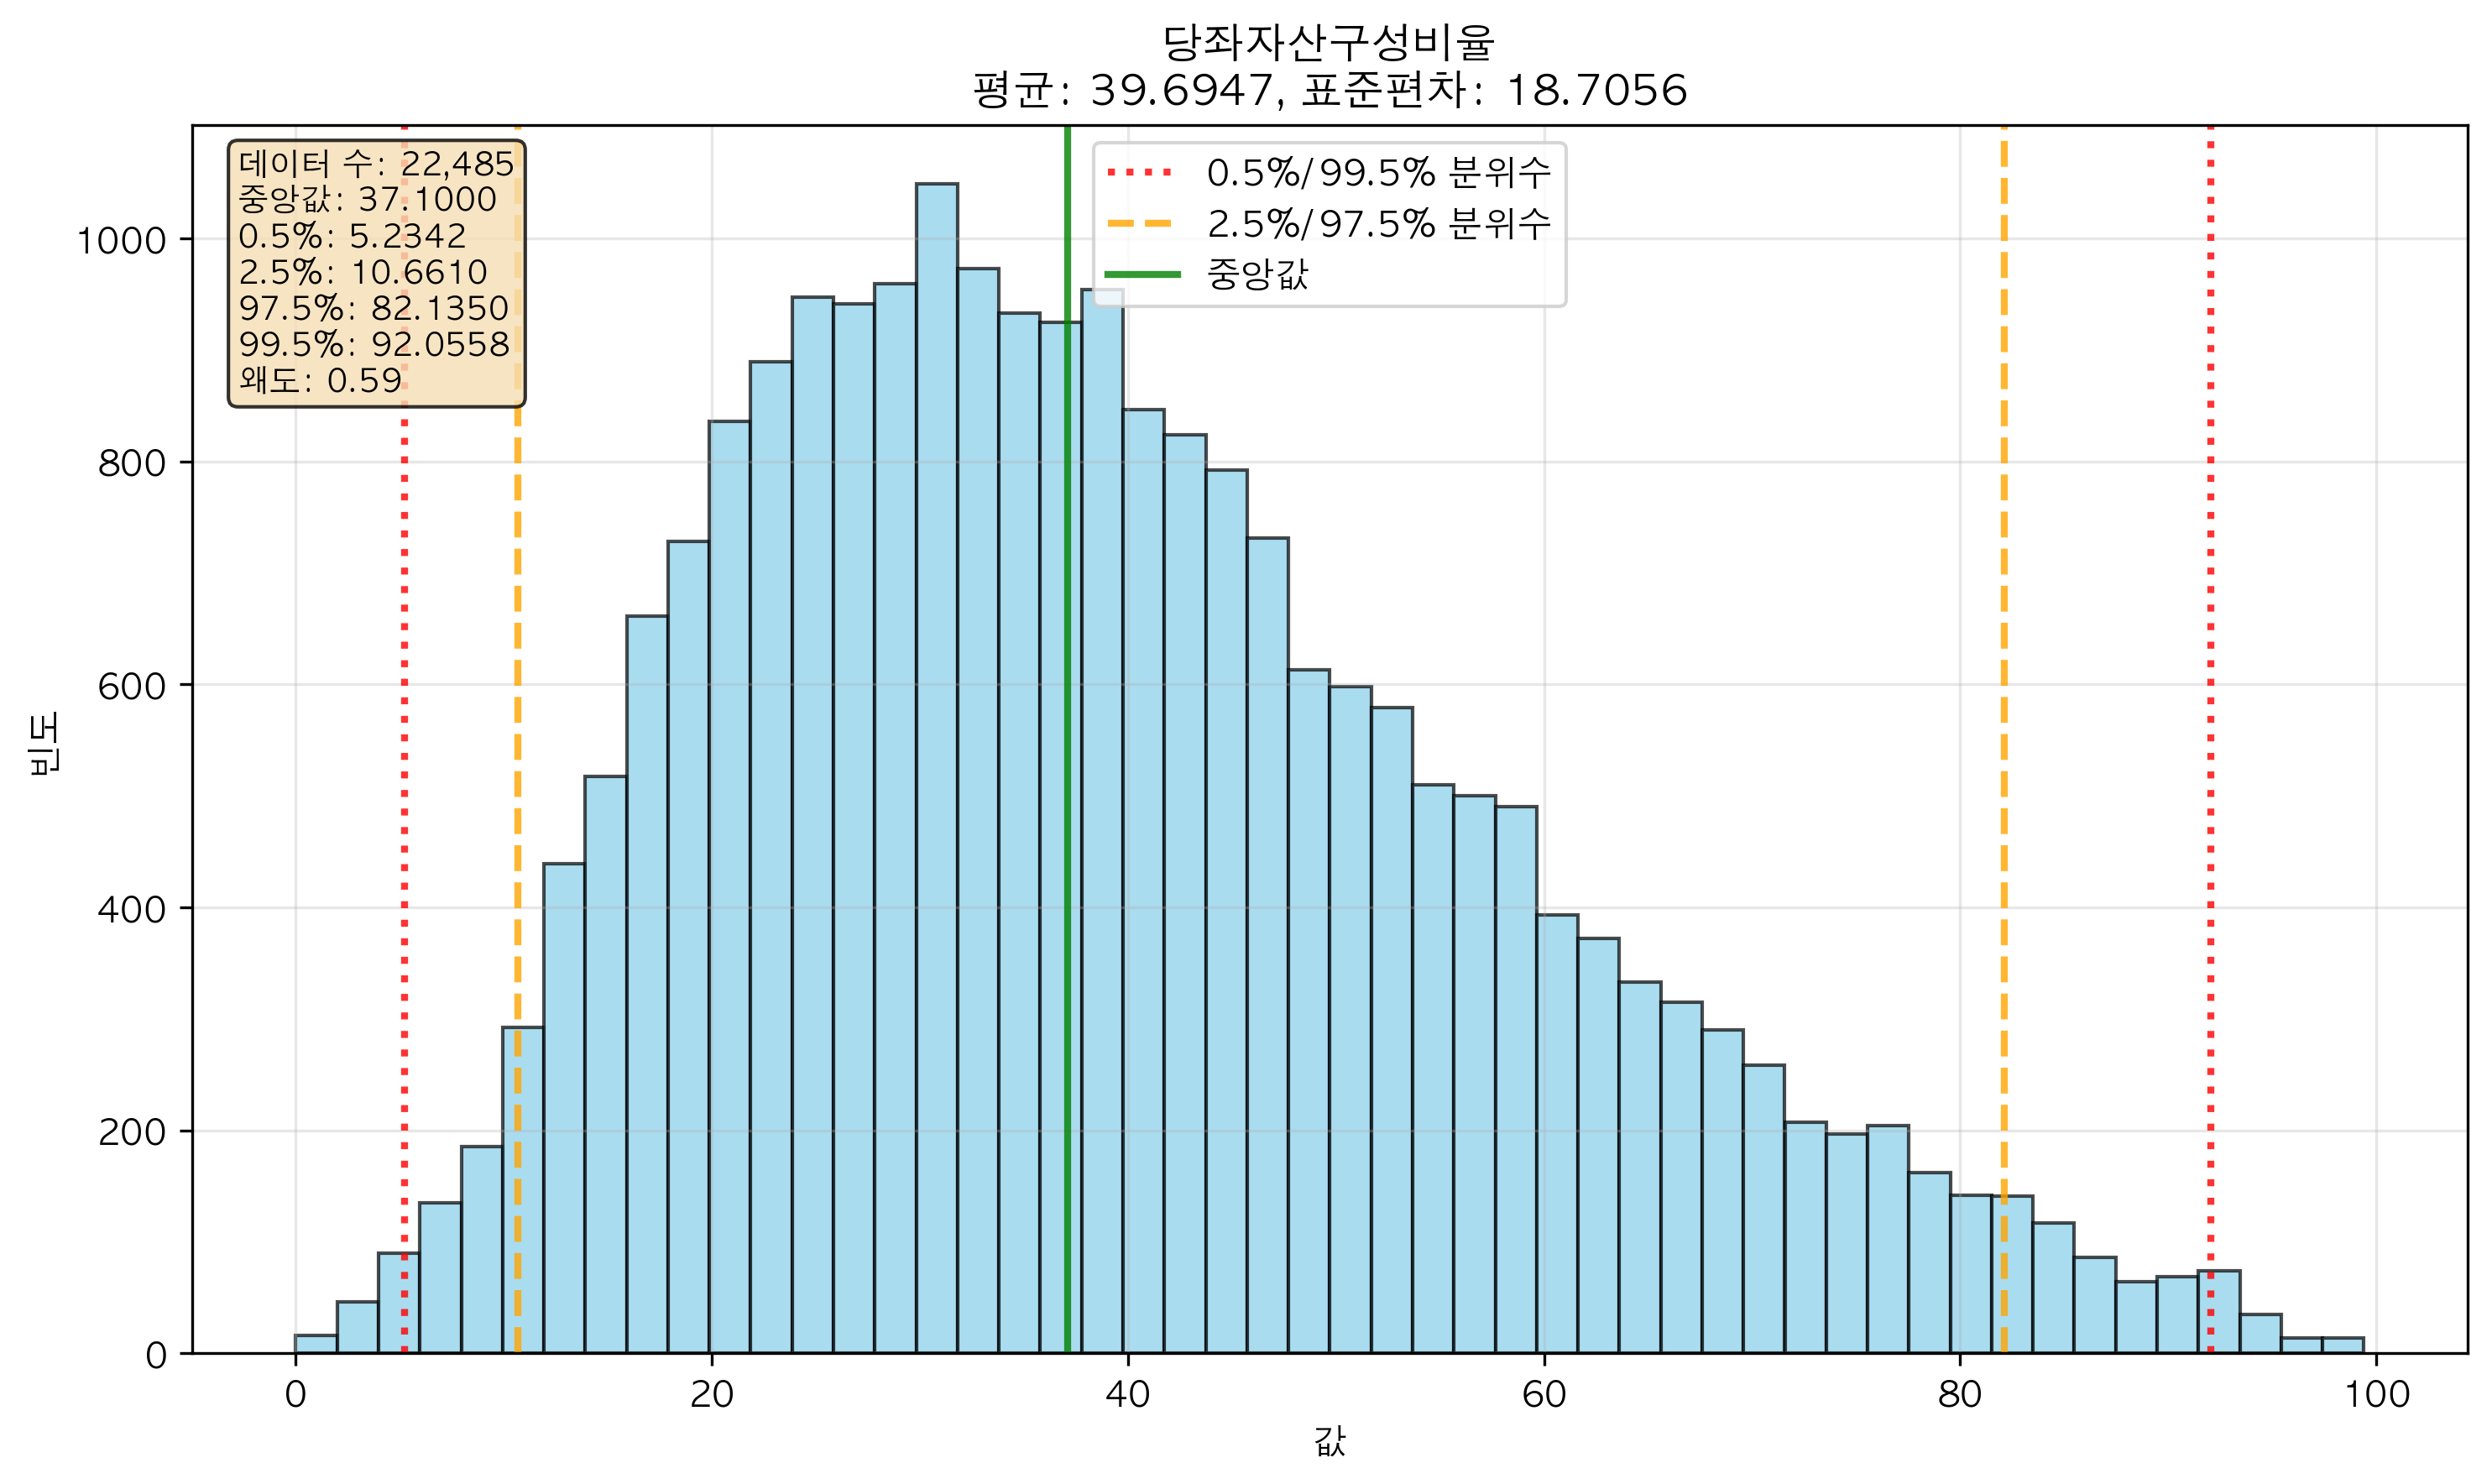 당좌자산구성비율
평균: 39.6947, 표준편차: 18.7056
데이터 수: 22,485
중앙값: 37.1000
0.5%: 5.2342
2.5%: 10.6610
97.5%: 82.1350
99.5%: 92.0558
왜도: 0.59
0.5%/99.5% 분위수
2.5%/97.5% 분위수
중앙값
1000
800
600
400
200
0
빈도
0 20 40 60 80 100
값